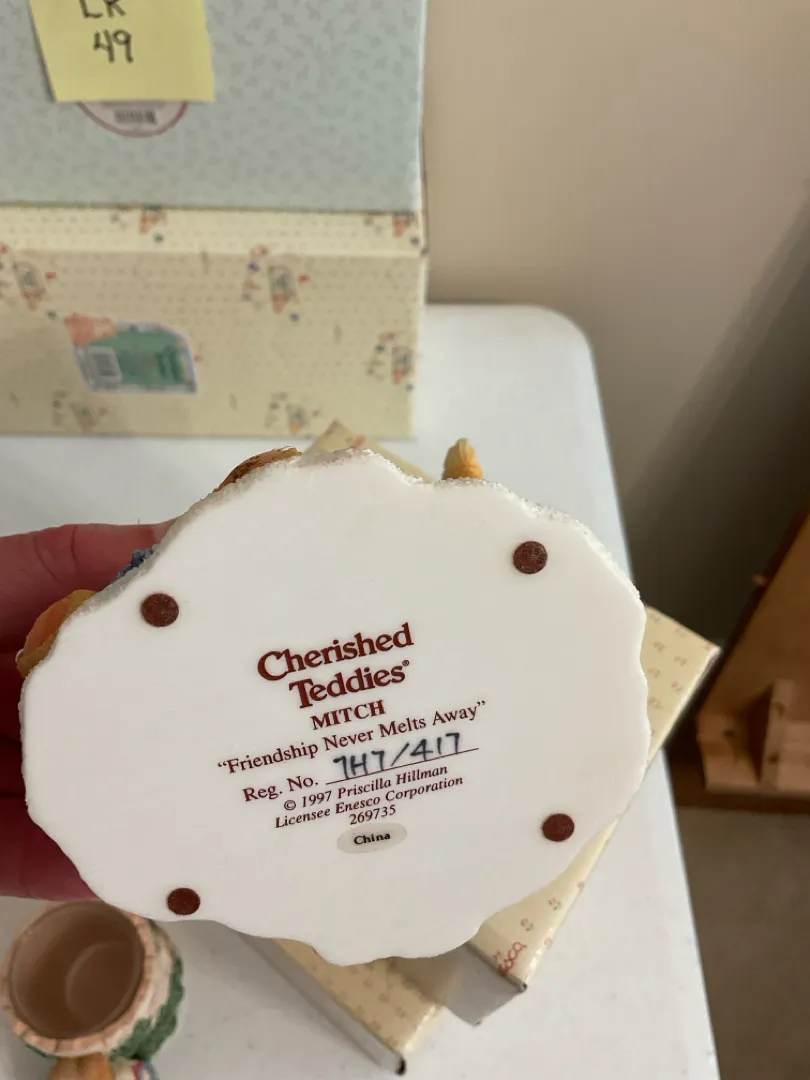 LR
49
Cherished
Teddies®
MITCH
“Friendship Never Melts Away”
Reg. No. 7H7/417
© 1997 Priscilla Hillman
Licensee Enesco Corporation
269735
China